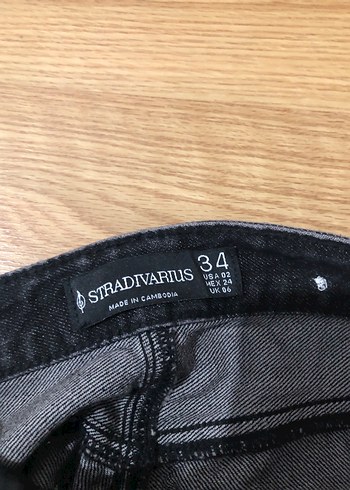 STRADIVARIUS
MADE IN CAMBODIA
34
USA 02
MEX 24
UK 06